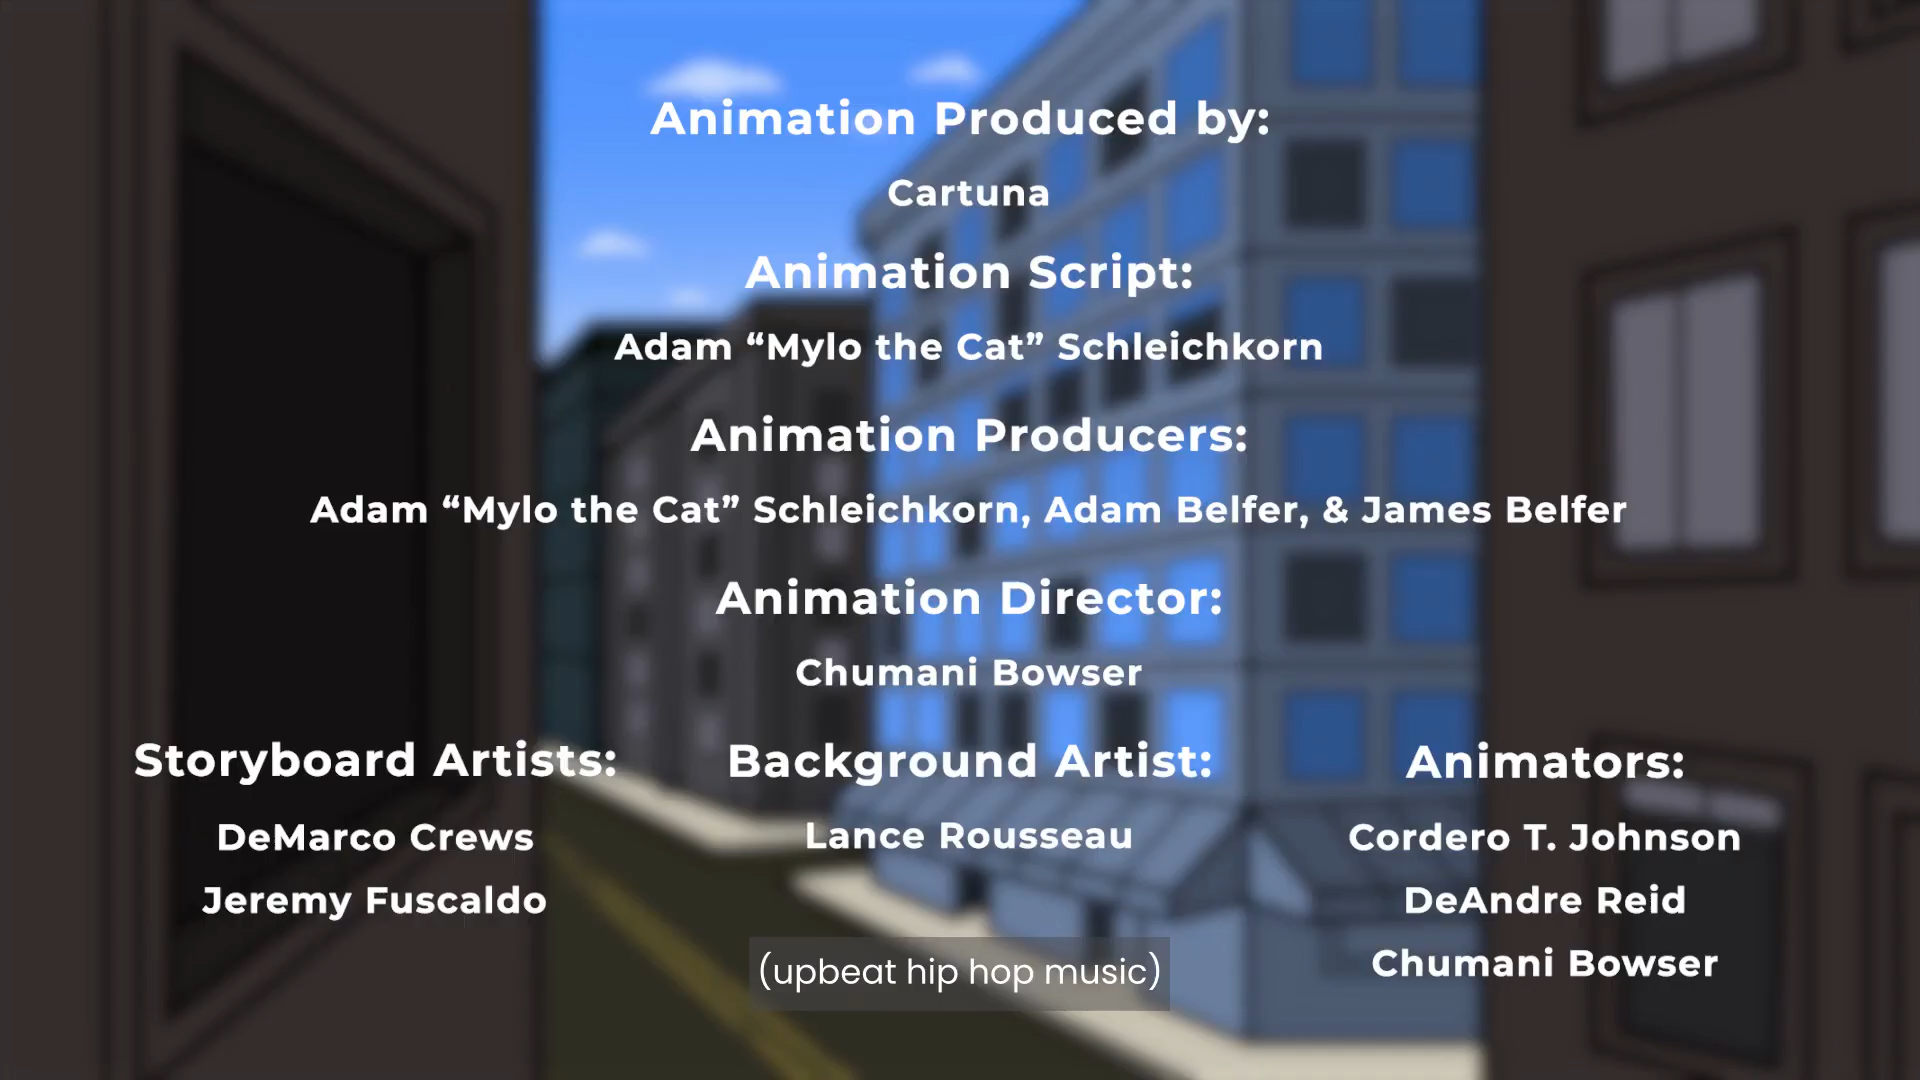 Animation Produced by:
Cartuna
Animation Script:
Adam “Mylo the Cat” Schleichkorn
Animation Producers:
Adam “Mylo the Cat” Schleichkorn, Adam Belfer, & James Belfer
Animation Director:
Chumani Bowser
Storyboard Artists:
DeMarco Crews
Jeremy Fuscaldo
Background Artist:
Lance Rousseau
Animators:
Cordero T. Johnson
DeAndre Reid
Chumani Bowser
(upbeat hip hop music)